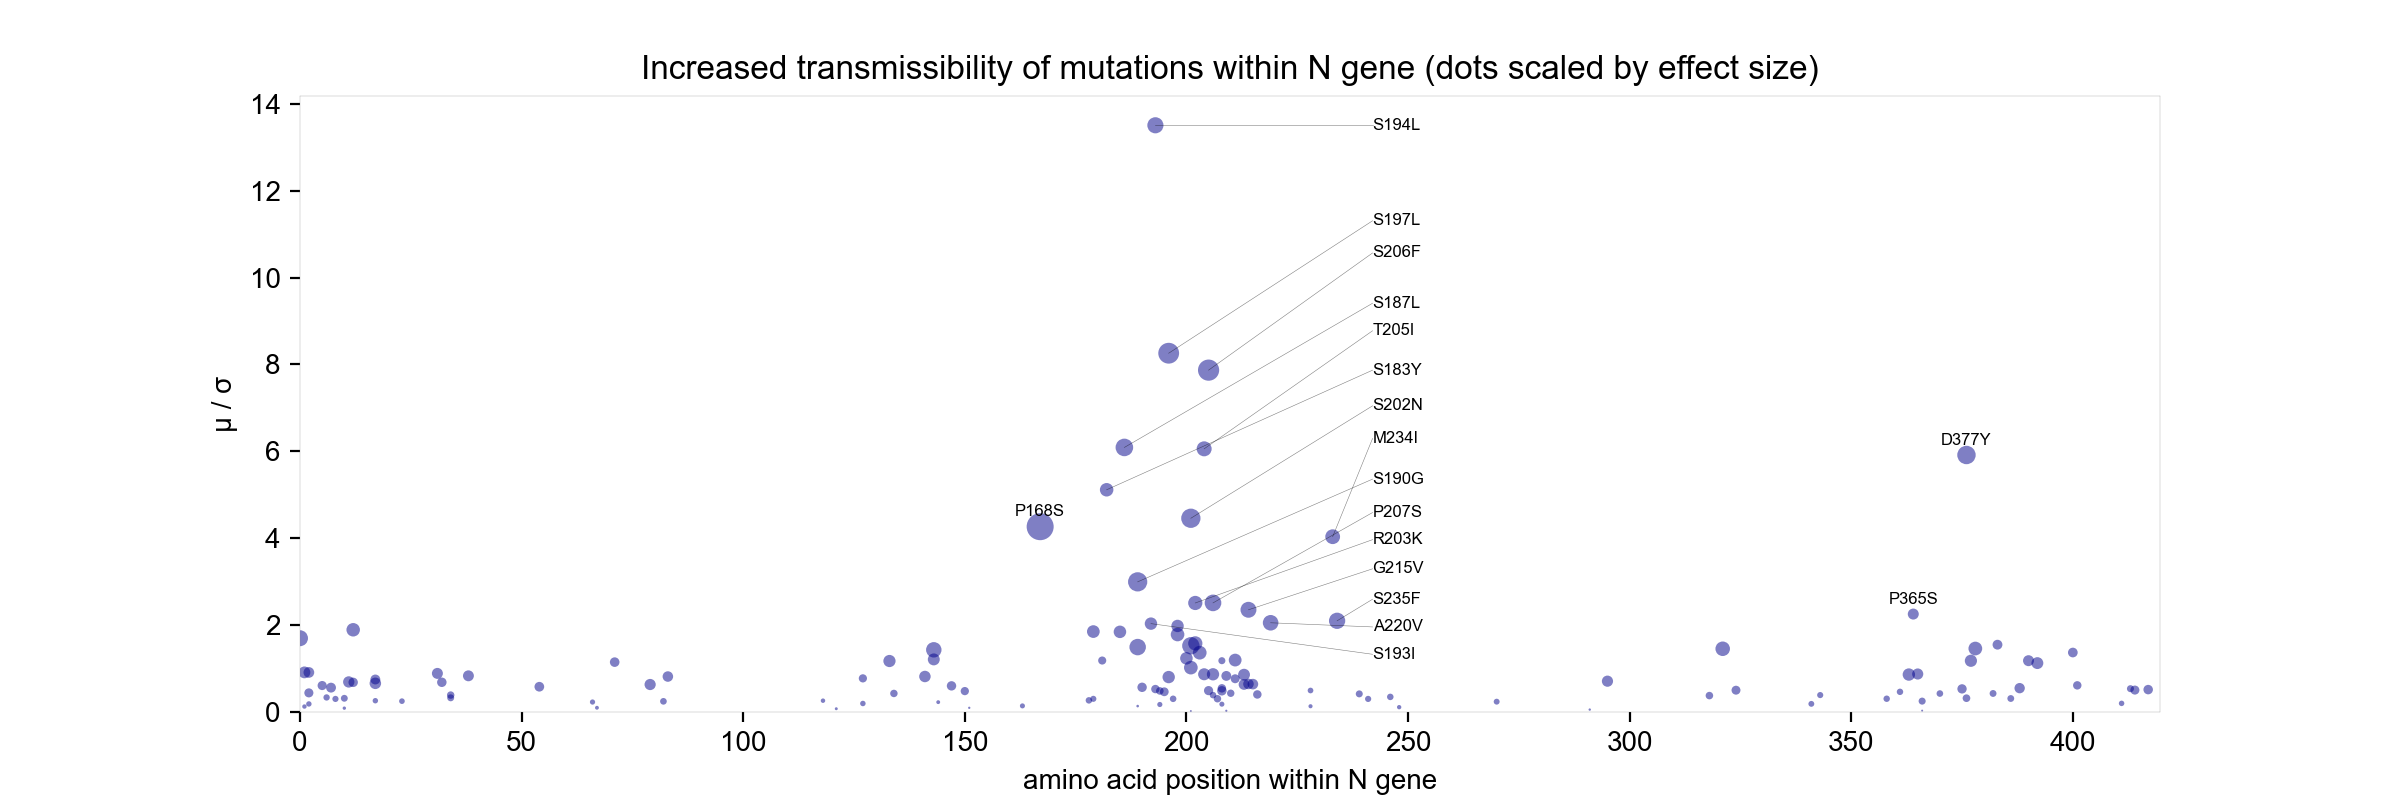 Increased transmissibility of mutations within N gene (dots scaled by effect size)
14
12
10
8
6
4
2
0
μ / σ
S194L
S197L
S206F
S187L
T205I
S183Y
S202N
M234I
D377Y
S190G
P168S
P207S
R203K
G215V
S235F
P365S
A220V
S193I
0
50
100
150
200
250
300
350
400
amino acid position within N gene